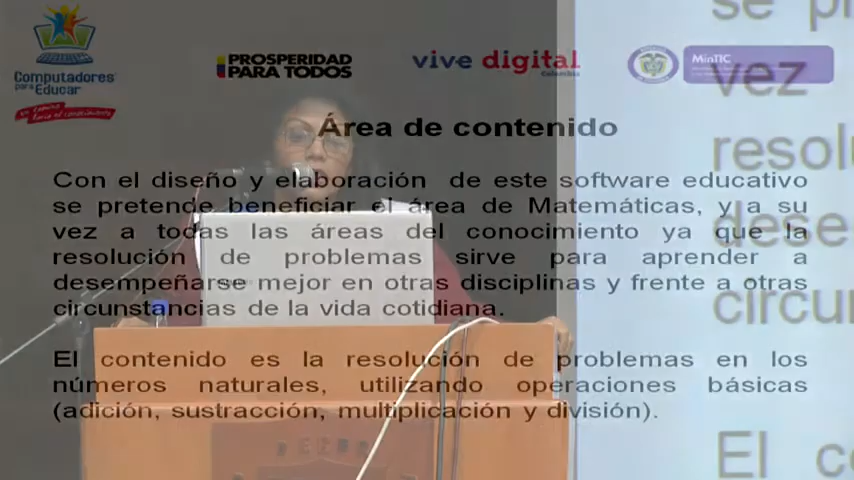 Computadores
para Educar
PROSPERIDAD
PARA TODOS
vive digital
Colombia
MinTIC
Área de contenido
Con el diseño y elaboración de este software educativo
se pretende beneficiar el área de Matemáticas, y a su
vez a todas las áreas del conocimiento ya que la
resolución de problemas sirve para aprender a
desempeñarse mejor en otras disciplinas y frente a otras
circunstancias de la vida cotidiana.
El contenido es la resolución de problemas en los
números naturales, utilizando operaciones básicas
(adición, sustracción, multiplicación y división).
se p
vez
resol
dese
circu
El c